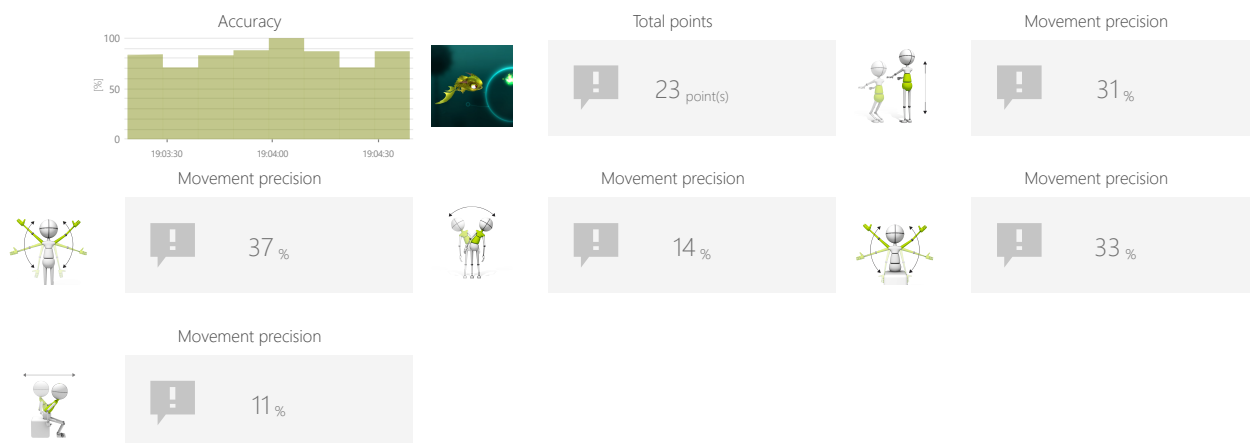 Accuracy
Total points
Movement precision
100
50
0
[%]
19:03:30
19:04:00
19:04:30
23 point(s)
31 %
Movement precision
Movement precision
Movement precision
37 %
14 %
33 %
Movement precision
11 %